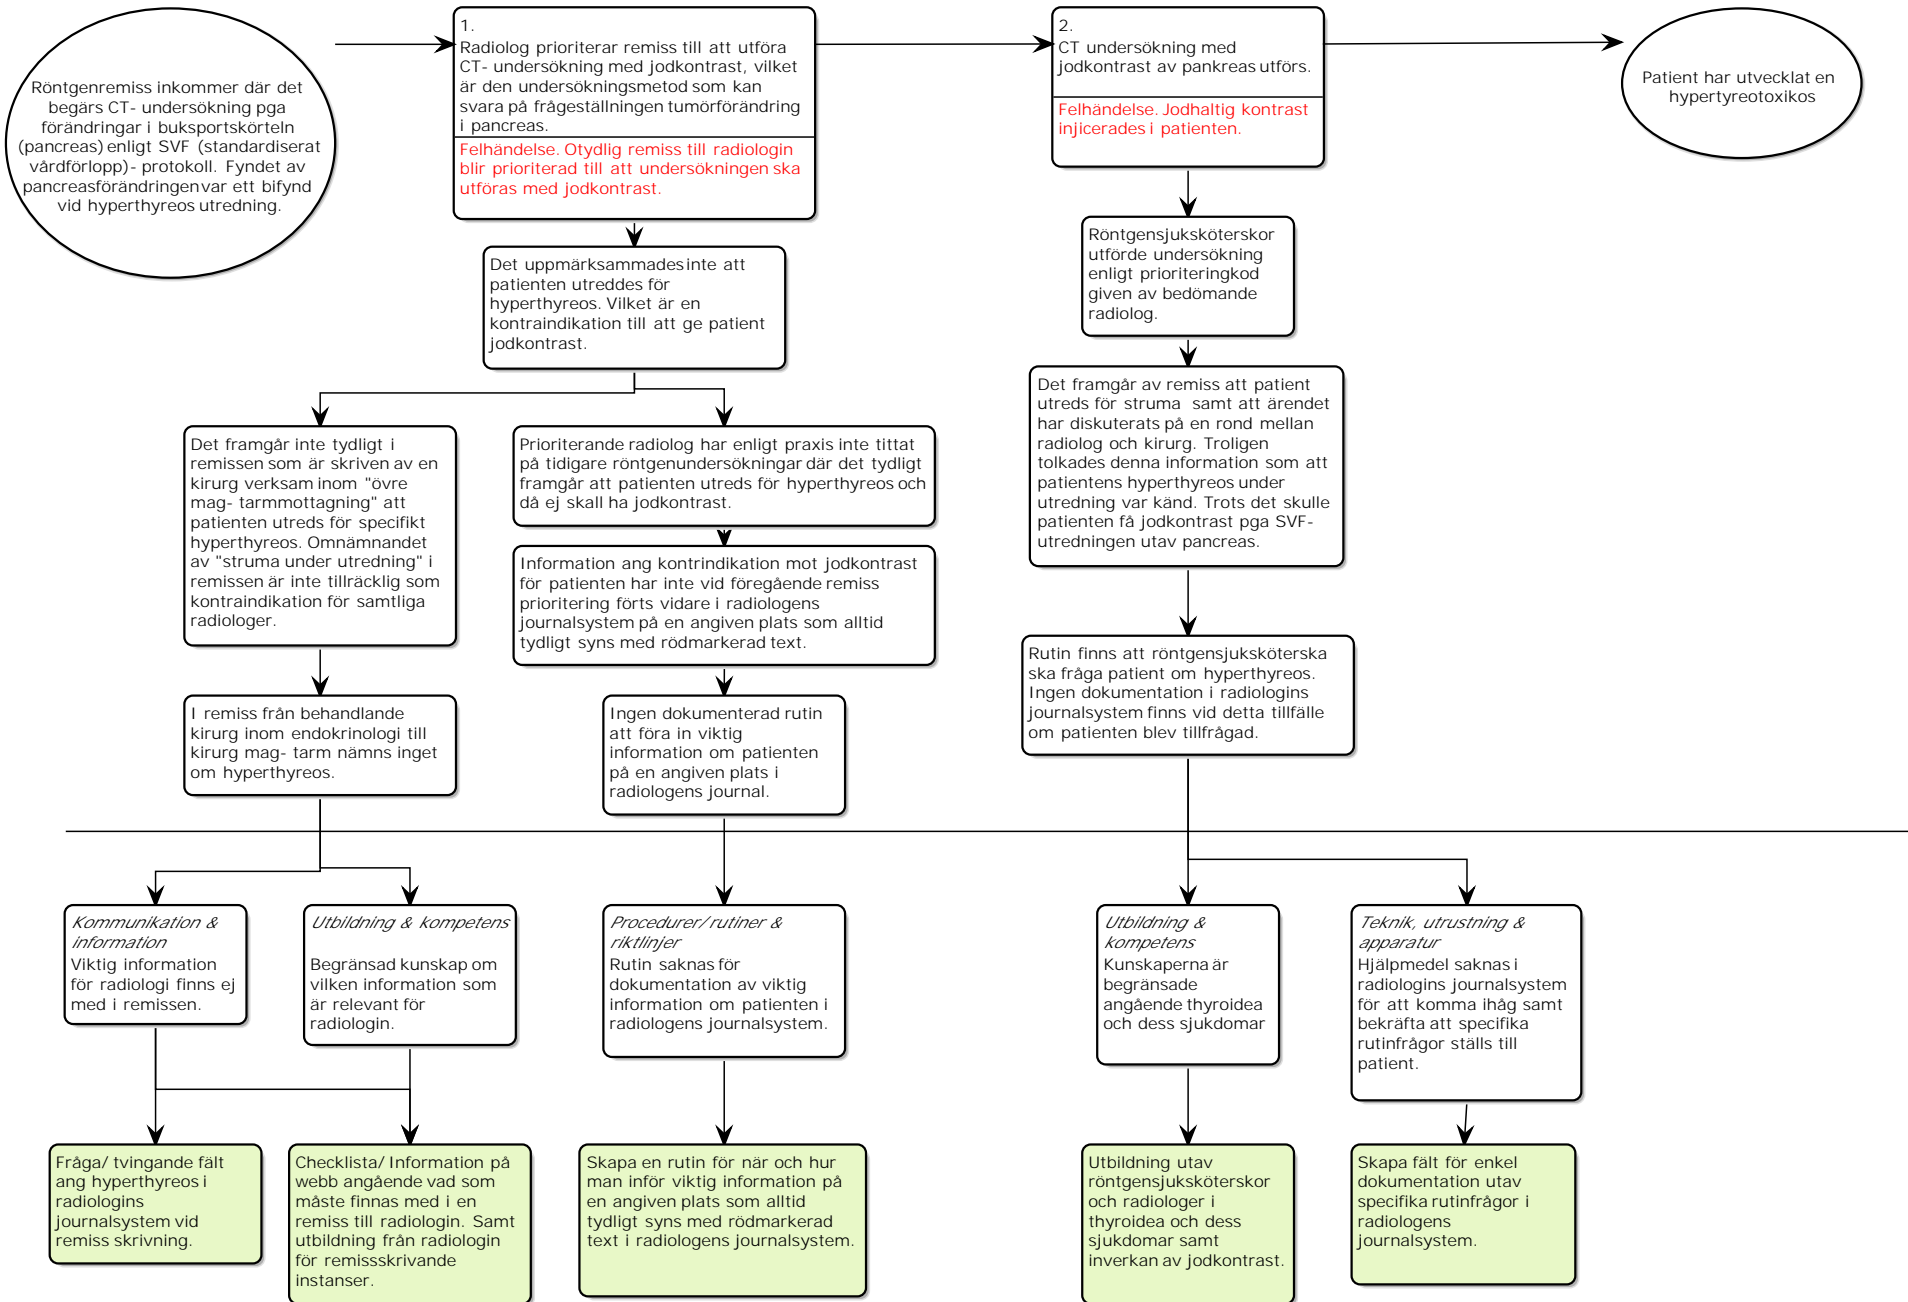 Röntgenremiss inkommer där det
begärs CT- undersökning pga
förändringar i buksportskörteln
(pancreas) enligt SVF (standardiserat
vårdförlopp)- protokoll. Fyndet av
pancreasförändringen var ett bifynd
vid hyperthyreos utredning.
1.
Radiolog prioriterar remiss till att utföra
CT- undersökning med jodkontrast, vilket
är den undersökningsmetod som kan
svara på frågeställningen tumörförändring
i pancreas.
Felhändelse. Otydlig remiss till radiologin
blir prioriterad till att undersökningen ska
utföras med jodkontrast.
2.
CT undersökning med
jodkontrast av pankreas utförs.
Felhändelse. Jodhaltig kontrast
injicerades i patienten.
Patient har utvecklat en
hypertyreotoxikos
Det uppmärksammades inte att
patienten utreddes för
hyperthyreos. Vilket är en
kontraindikation till att ge patient
jodkontrast.
Röntgensjuksköterskor
utförde undersökning
enligt prioriteringkod
given av bedömande
radiolog.
Det framgår inte tydligt i
remissen som är skriven av en
kirurg verksam inom "övre
mag- tarmmottagning" att
patienten utreds för specifikt
hyperthyreos. Omnämnandet
av "struma under utredning" i
remissen är inte tillräcklig som
kontraindikation för samtliga
radiologer.
Prioriterande radiolog har enligt praxis inte tittat
på tidigare röntgenundersökningar där det tydligt
framgår att patienten utreds för hyperthyreos och
då ej skall ha jodkontrast.
Information ang kontrindikation mot jodkontrast
för patienten har inte vid föregående remiss
prioritering förts vidare i radiologens
journalsystem på en angiven plats som alltid
tydligt syns med rödmarkerad text.
Det framgår av remiss att patient
utreds för struma samt att ärendet
har diskuterats på en rond mellan
radiolog och kirurg. Troligen
tolkades denna information som att
patientens hyperthyreos under
utredning var känd. Trots det skulle
patienten få jodkontrast pga SVF-
utredningen utav pancreas.
I remiss från behandlande
kirurg inom endokrinologi till
kirurg mag- tarm nämns inget
om hyperthyreos.
Ingen dokumenterad rutin
att föra in viktig
information om patienten
på en angiven plats i
radiologens journal.
Rutin finns att röntgensjuksköterska
ska fråga patient om hyperthyreos.
Ingen dokumentation i radiologins
journalsystem finns vid detta tillfälle
om patienten blev tillfrågad.
Kommunikation &
information
Viktig information
för radiologi finns ej
med i remissen.
Utbildning & kompetens
Begränsad kunskap om
vilken information som
är relevant för
radiologin.
Procedurer/rutiner &
riktlinjer
Rutin saknas för
dokumentation av viktig
information om patienten i
radiologens journalsystem.
Utbildning &
kompetens
Kunskaperna är
begränsade
angående thyroidea
och dess sjukdomar
Teknik, utrustning &
apparatur
Hjälpmedel saknas i
radiologins journalsystem
för att komma ihåg samt
bekräfta att specifika
rutinfrågor ställs till
patient.
Fråga/ tvingande fält
ang hyperthyreos i
radiologins
journalsystem vid
remiss skrivning.
Checklista/ Information på
webb angående vad som
måste finnas med i en
remiss till radiologin. Samt
utbildning från radiologin
för remissskrivande
instanser.
Skapa en rutin för när och hur
man inför viktig information på
en angiven plats som alltid
tydligt syns med rödmarkerad
text i radiologens journalsystem.
Utbildning utav
röntgensjuksköterskor
och radiologer i
thyroidea och dess
sjukdomar samt
inverkan av jodkontrast.
Skapa fält för enkel
dokumentation utav
specifika rutinfrågor i
radiologens
journalsystem.